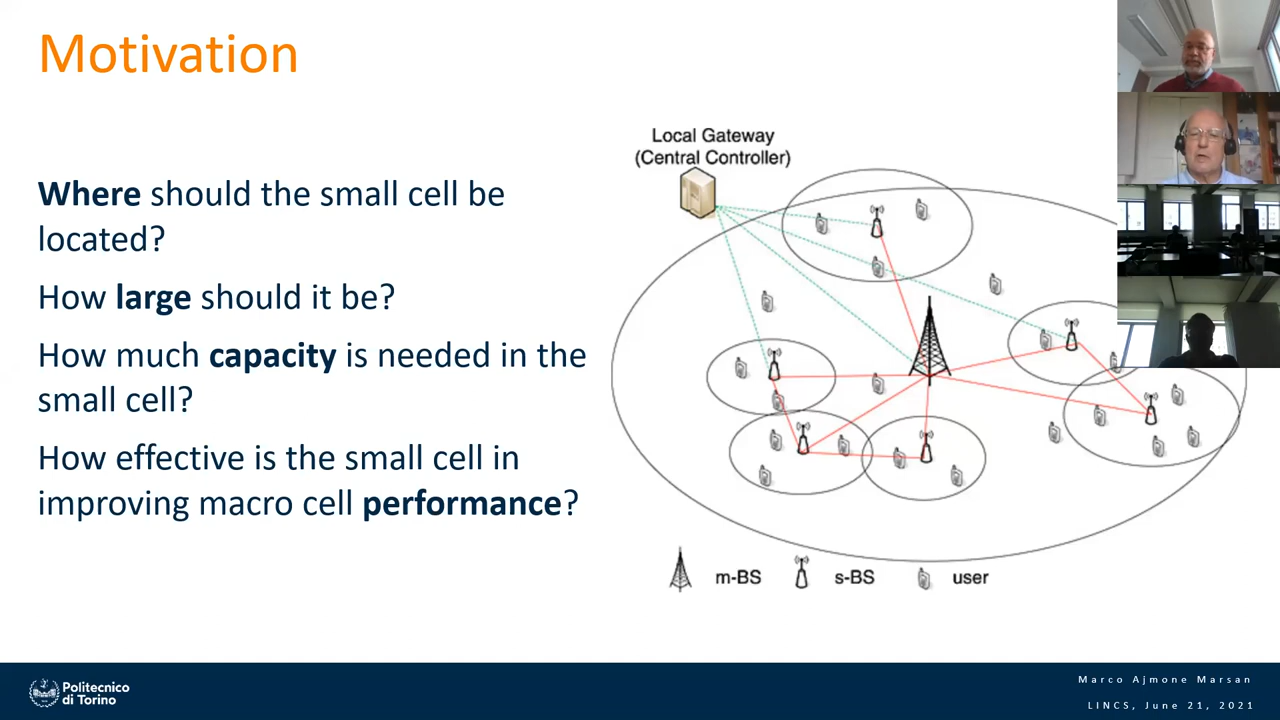 Motivation
Where should the small cell be
located?
How large should it be?
How much capacity is needed in the
small cell?
How effective is the small cell in
improving macro cell performance?
Local Gateway
(Central Controller)
m-BS
s-BS
user
Politecnico
di Torino
Marco Ajmone Marsan
LINCS, June 21, 2021